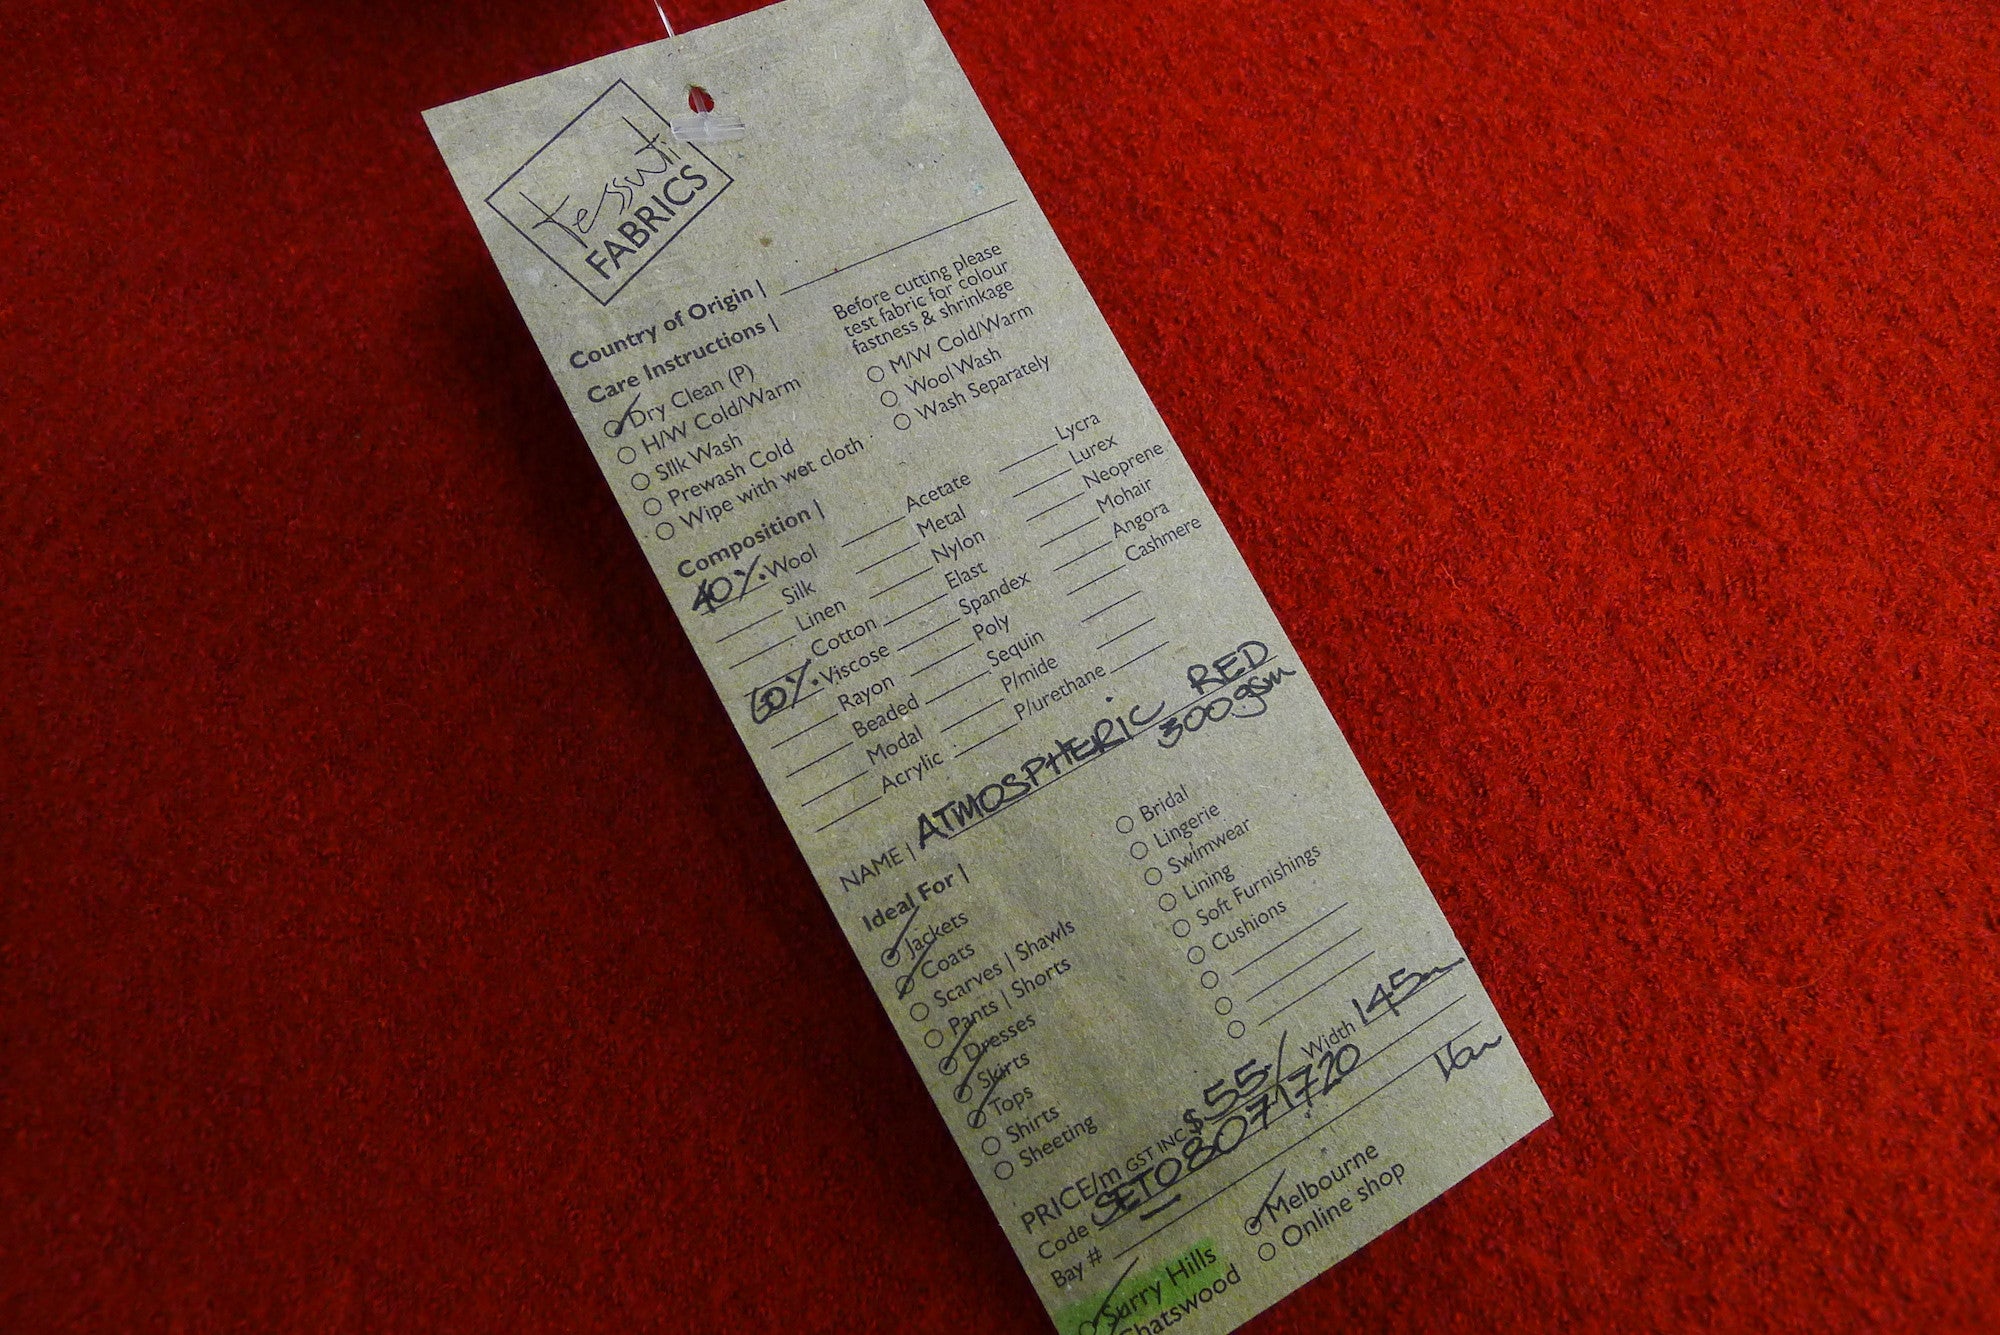 tessuti
FABRICS
Country of Origin |
Care Instructions |
Before cutting please
test fabric for colour
fastness & shrinkage
Dry Clean (P)
H/W Cold/Warm
Silk Wash
Prewash Cold
Wipe with wet cloth
M/W Cold/Warm
Wool Wash
Wash Separately
Composition |
40% Wool
Silk
Linen
Cotton
60% Viscose
Rayon
Beaded
Modal
Acrylic
Acetate
Metal
Nylon
Elast
Spandex
Poly
Sequin
P/mide
P/urethane
Lycra
Lurex
Neoprene
Mohair
Angora
Cashmere
NAME | ATMOSPHERIC RED
300gsm
Ideal For |
Jackets
Coats
Scarves | Shawls
Pants | Shorts
Dresses
Skirts
Tops
Shirts
Sheeting
Bridal
Lingerie
Swimwear
Lining
Soft Furnishings
Cushions
PRICE/m GST INC $55/ Width 145
Code SET08071720
Bay #
Surry Hills
Chatswood
Melbourne
Online shop